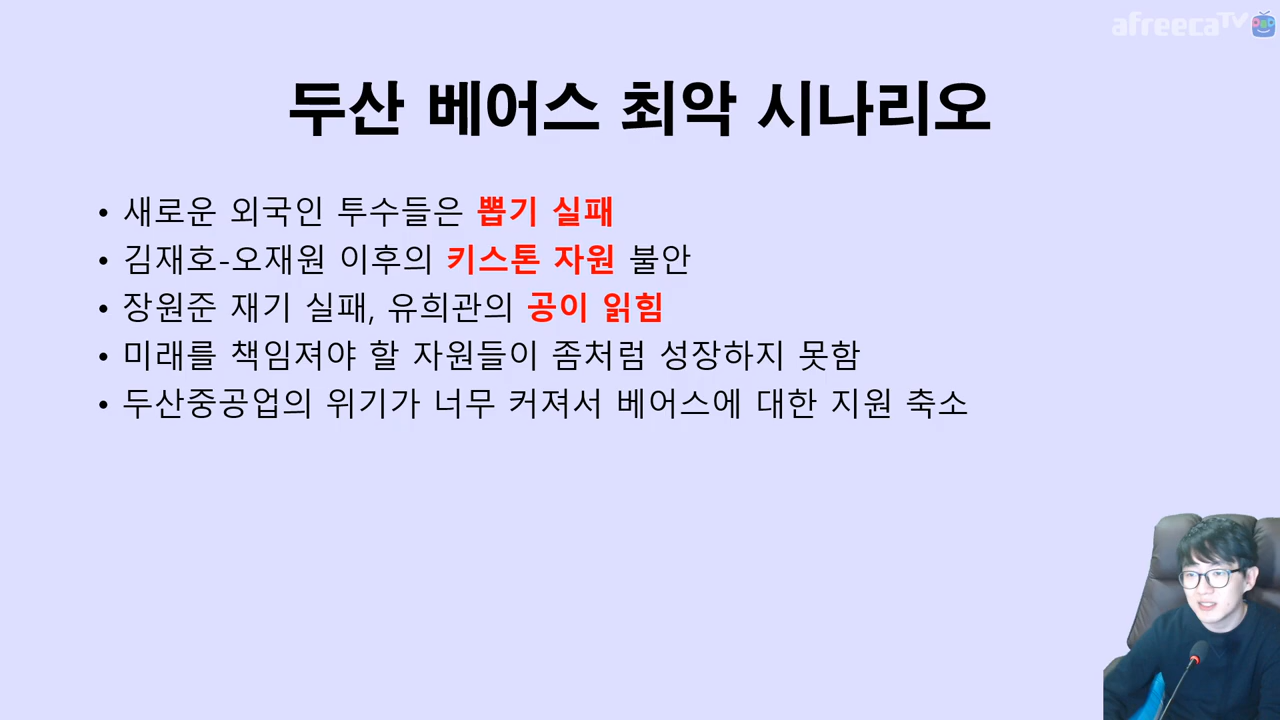 afreecaTV
두산 베어스 최악 시나리오
• 새로운 외국인 투수들은 뽑기 실패
• 김재호-오재원 이후의 키스톤 자원 불안
• 장원준 재기 실패, 유희관의 공이 읽힘
• 미래를 책임져야 할 자원들이 좀처럼 성장하지 못함
• 두산중공업의 위기가 너무 커져서 베어스에 대한 지원 축소